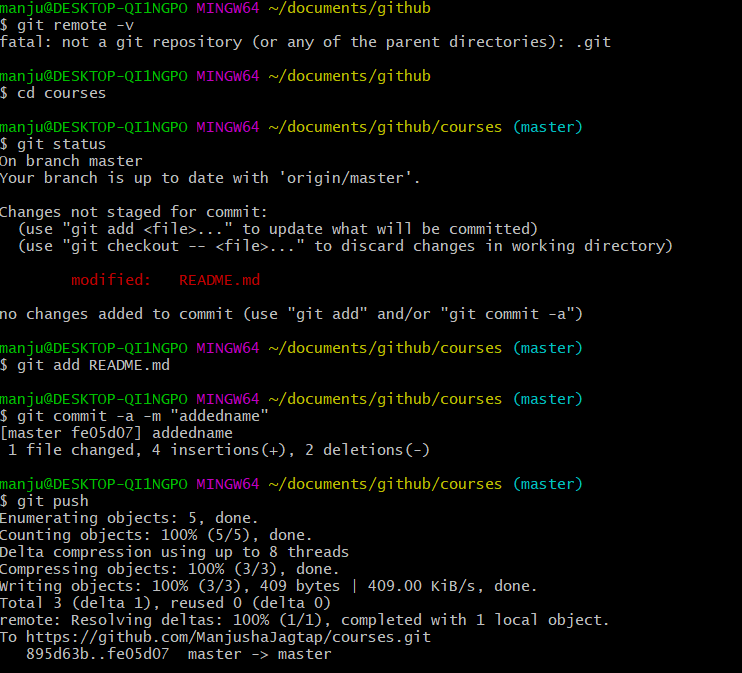 manju@DESKTOP-QI1NGPO MINGW64 ~/documents/github
$ git remote -v
fatal: not a git repository (or any of the parent directories): .git
manju@DESKTOP-QI1NGPO MINGW64 ~/documents/github
$ cd courses
manju@DESKTOP-QI1NGPO MINGW64 ~/documents/github/courses (master)
$ git status
On branch master
Your branch is up to date with 'origin/master'.
Changes not staged for commit:
  (use "git add <file>..." to update what will be committed)
  (use "git checkout -- <file>..." to discard changes in working directory)
        modified:   README.md
no changes added to commit (use "git add" and/or "git commit -a")
manju@DESKTOP-QI1NGPO MINGW64 ~/documents/github/courses (master)
$ git add README.md
manju@DESKTOP-QI1NGPO MINGW64 ~/documents/github/courses (master)
$ git commit -a -m "addedname"
[master fe05d07] addedname
 1 file changed, 4 insertions(+), 2 deletions(-)
manju@DESKTOP-QI1NGPO MINGW64 ~/documents/github/courses (master)
$ git push
Enumerating objects: 5, done.
Counting objects: 100% (5/5), done.
Delta compression using up to 8 threads
Compressing objects: 100% (3/3), done.
Writing objects: 100% (3/3), 409 bytes | 409.00 KiB/s, done.
Total 3 (delta 1), reused 0 (delta 0)
remote: Resolving deltas: 100% (1/1), completed with 1 local object.
To https://github.com/ManjushaJagtap/courses.git
   895d63b..fe05d07  master -> master